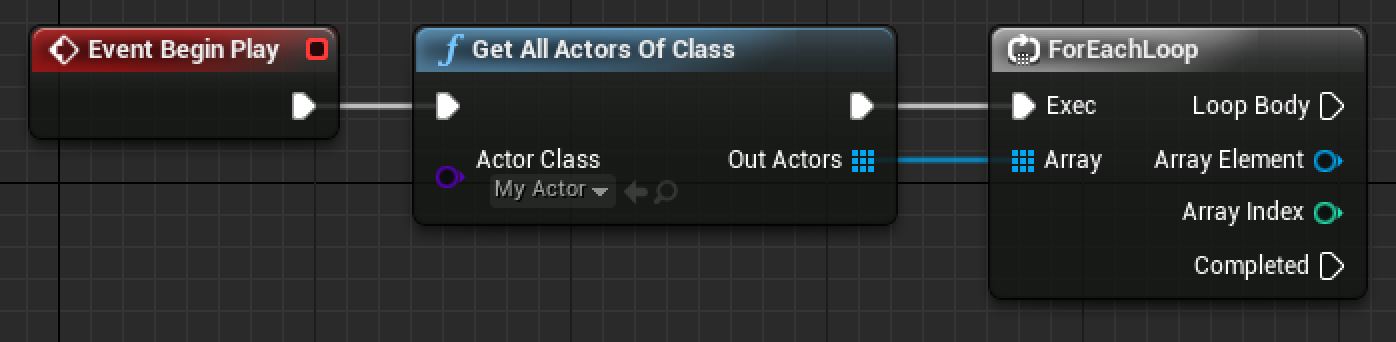 Event Begin Play
f Get All Actors Of Class
Actor Class
My Actor
Out Actors
ForEachLoop
Exec
Loop Body
Array
Array Element
Array Index
Completed